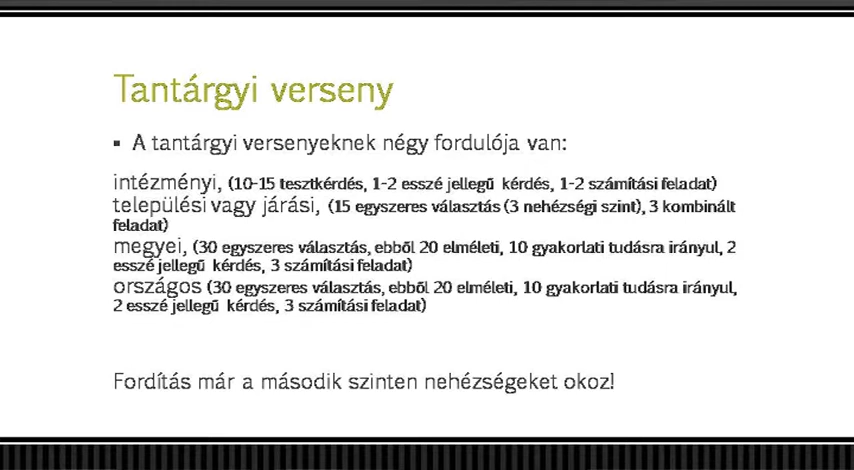 Tantárgyi verseny
▪ A tantárgyi versenyeknek négy fordulója van:
intézményi, (10-15 tesztkérdés, 1-2 esszé jellegű kérdés, 1-2 számítási feladat)
települési vagy járási, (15 egyszeres választás (3 nehézségi szint), 3 kombinált
feladat)
megyei, (30 egyszeres választás, ebből 20 elméleti, 10 gyakorlati tudásra irányul, 2
esszé jellegű kérdés, 3 számítási feladat)
országos (30 egyszeres választás, ebből 20 elméleti, 10 gyakorlati tudásra irányul,
2 esszé jellegű kérdés, 3 számítási feladat)
Fordítás már a második szinten nehézségeket okoz!